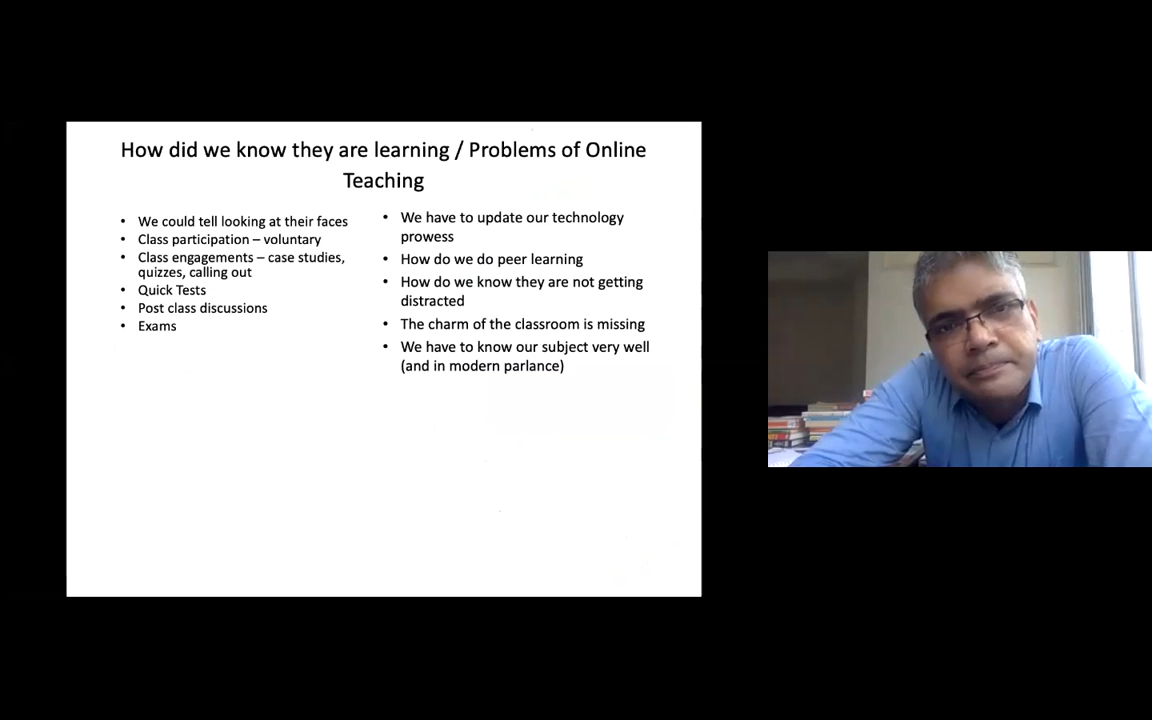 How did we know they are learning / Problems of Online
Teaching
• We could tell looking at their faces
• Class participation – voluntary
• Class engagements – case studies,
quizzes, calling out
• Quick Tests
• Post class discussions
• Exams
• We have to update our technology
prowess
• How do we do peer learning
• How do we know they are not getting
distracted
• The charm of the classroom is missing
• We have to know our subject very well
(and in modern parlance)